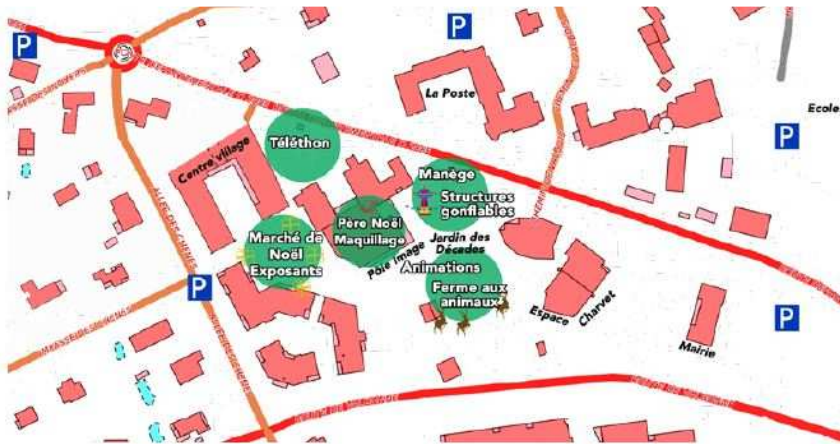 P
P
La Poste
Ecole
P
Téléthon
Centre village
Manège
Structures
gonflables
Père Noël
Maquillage
Marché de
Noël
Exposants
Pôle Image
Jardin des
Décades
Animations
Ferme aux
animaux
Espace Charvet
P
P
Mairie